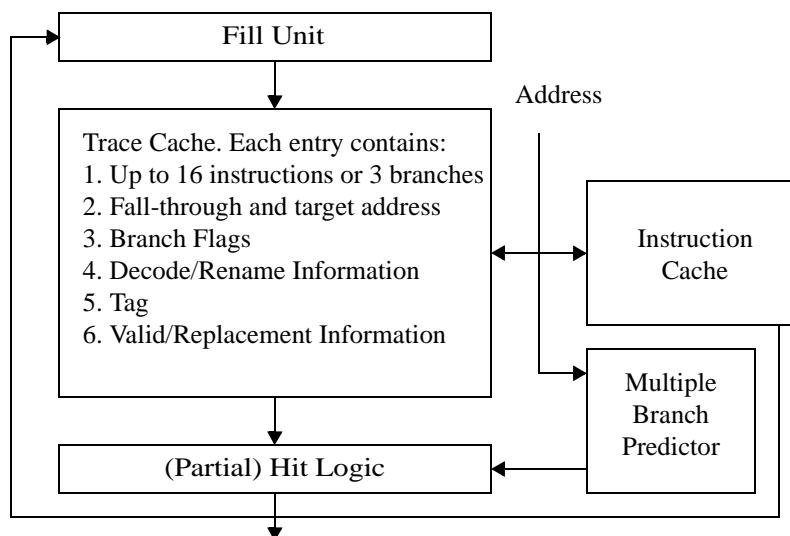 Fill Unit
Address
Trace Cache. Each entry contains:
1. Up to 16 instructions or 3 branches
2. Fall-through and target address
3. Branch Flags
4. Decode/Rename Information
5. Tag
6. Valid/Replacement Information
Instruction
Cache
Multiple
Branch
Predictor
(Partial) Hit Logic